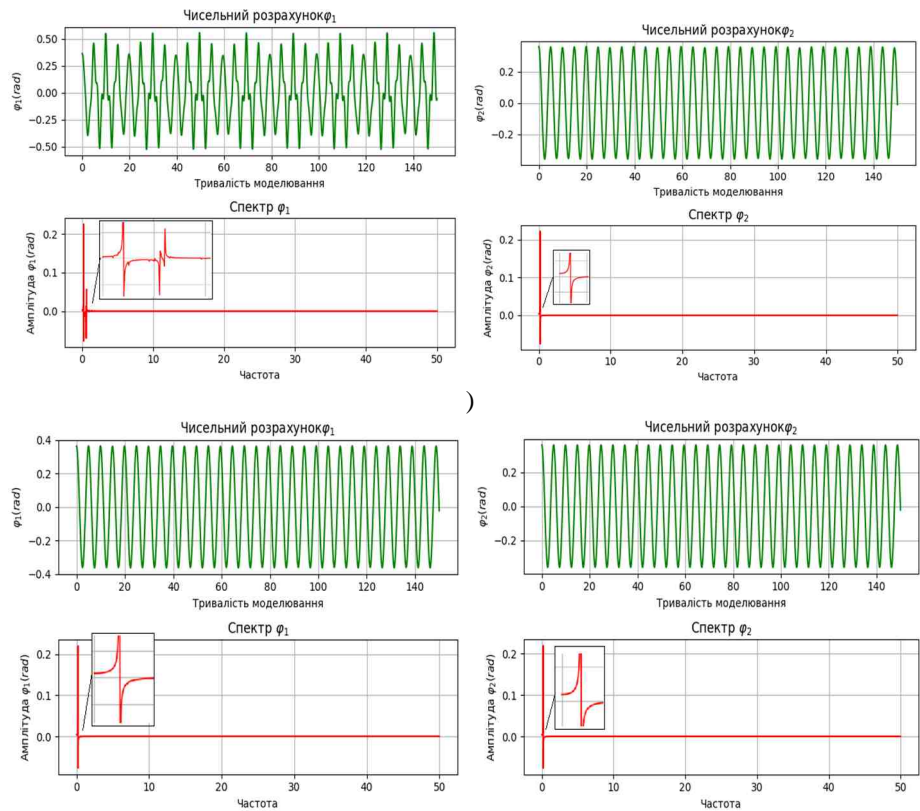 Чисельний розрахунокφ1
φ1(rad)
0.50
0.25
0.00
−0.25
−0.50
0 20 40 60 80 100 120 140
Тривалість моделювання
Чисельний розрахунокφ2
φ2(rad)
0.2
0.0
−0.2
0 20 40 60 80 100 120 140
Тривалість моделювання
Спектр φ1
Амплітуда φ1(rad)
0.2
0.1
0.0
0 10 20 30 40 50
Частота
Спектр φ2
Амплітуда φ2(rad)
0.2
0.1
0.0
0 10 20 30 40 50
Частота
)
Чисельний розрахунокφ1
φ1(rad)
0.4
0.2
0.0
−0.2
−0.4
0 20 40 60 80 100 120 140
Тривалість моделювання
Чисельний розрахунокφ2
φ2(rad)
0.2
0.0
−0.2
0 20 40 60 80 100 120 140
Тривалість моделювання
Спектр φ1
Амплітуда φ1(rad)
0.2
0.1
0.0
0 10 20 30 40 50
Частота
Спектр φ2
Амплітуда φ2(rad)
0.2
0.1
0.0
0 10 20 30 40 50
Частота